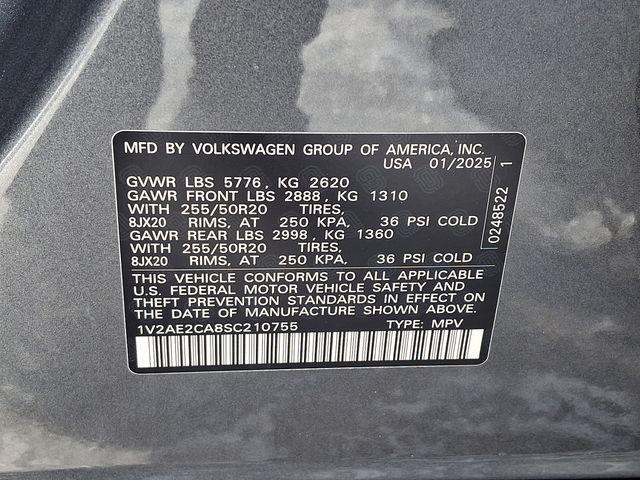 MFD BY VOLKSWAGEN GROUP OF AMERICA, INC.
USA 01/2025
GVWR LBS 5776, KG 2620
GAWR FRONT LBS 2888, KG 1310
WITH 255/50R20 TIRES,
8JX20 RIMS, AT 250 KPA, 36 PSI COLD
GAWR REAR LBS 2998, KG 1360
WITH 255/50R20 TIRES,
8JX20 RIMS, AT 250 KPA, 36 PSI COLD
THIS VEHICLE CONFORMS TO ALL APPLICABLE
U.S. FEDERAL MOTOR VEHICLE SAFETY AND
THEFT PREVENTION STANDARDS IN EFFECT ON
THE DATE OF MANUFACTURE SHOWN ABOVE.
1V2AE2CA8SC210755 TYPE: MPV
0248522 1